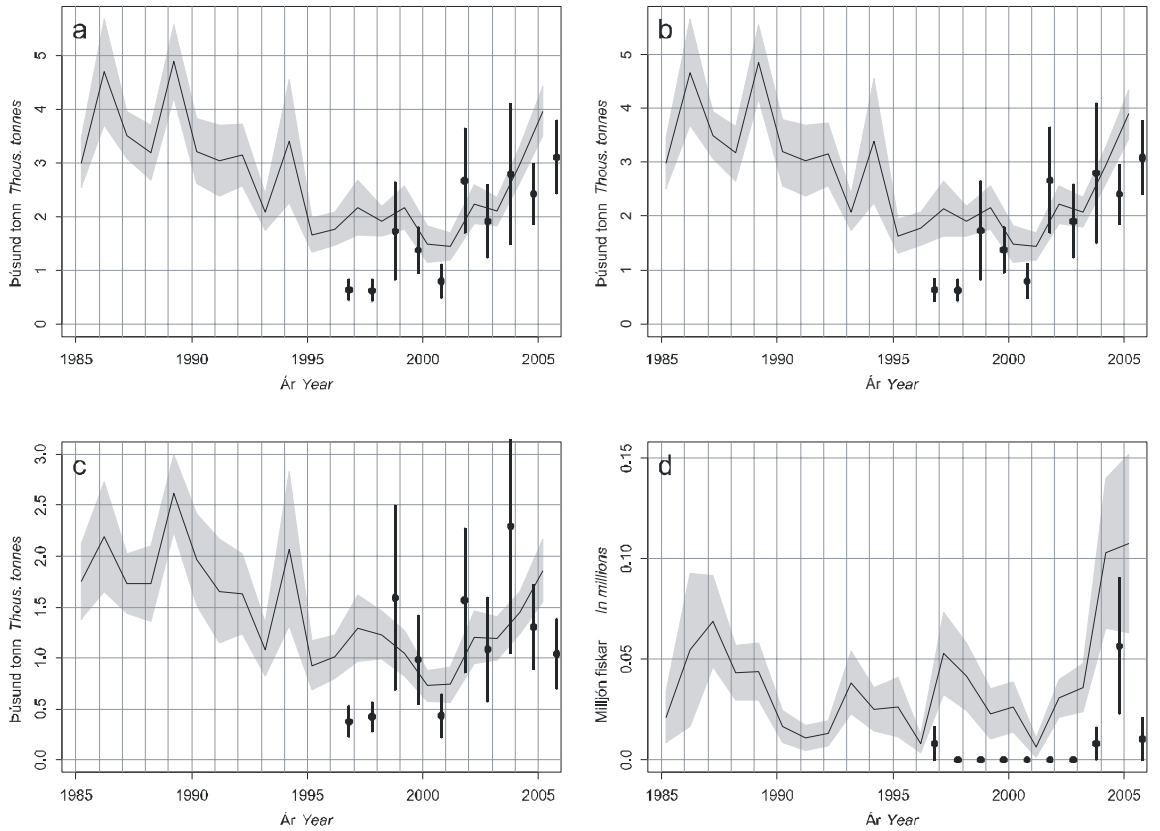 a
5
4
3
2
1
0
Þúsund tonn Thous. tonnes
1985 1990 1995 2000 2005
Ár Year
b
5
4
3
2
1
0
Þúsund tonn Thous. tonnes
1985 1990 1995 2000 2005
Ár Year
c
3.0
2.5
2.0
1.5
1.0
0.5
0.0
Þúsund tonn Thous. tonnes
1985 1990 1995 2000 2005
Ár Year
d
0.15
0.10
0.05
0.0
Milljón fiskar In millions
1985 1990 1995 2000 2005
Ár Year